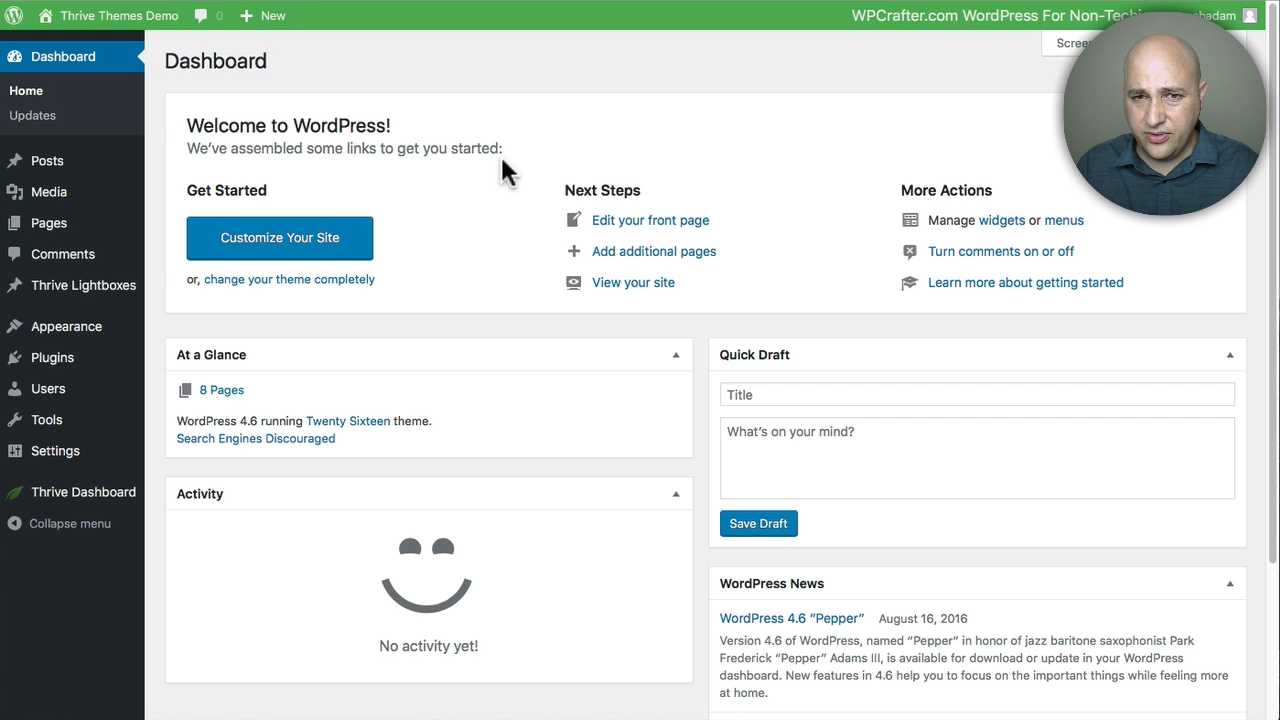 Thrive Themes Demo
0
New
WPCrafter.com WordPress For Non-Techi
adam
Dashboard
Home
Updates
Posts
Media
Pages
Comments
Thrive Lightboxes
Appearance
Plugins
Users
Tools
Settings
Thrive Dashboard
Collapse menu
Dashboard
Welcome to WordPress!
We've assembled some links to get you started:
Get Started
Customize Your Site
or, change your theme completely
Next Steps
Edit your front page
Add additional pages
View your site
More Actions
Manage widgets or menus
Turn comments on or off
Learn more about getting started
At a Glance
8 Pages
WordPress 4.6 running Twenty Sixteen theme.
Search Engines Discouraged
Activity
No activity yet!
Quick Draft
Title
What's on your mind?
Save Draft
WordPress News
WordPress 4.6 “Pepper” August 16, 2016
Version 4.6 of WordPress, named “Pepper” in honor of jazz baritone saxophonist Park
Frederick “Pepper” Adams III, is available for download or update in your WordPress
dashboard. New features in 4.6 help you to focus on the important things while feeling more
at home.